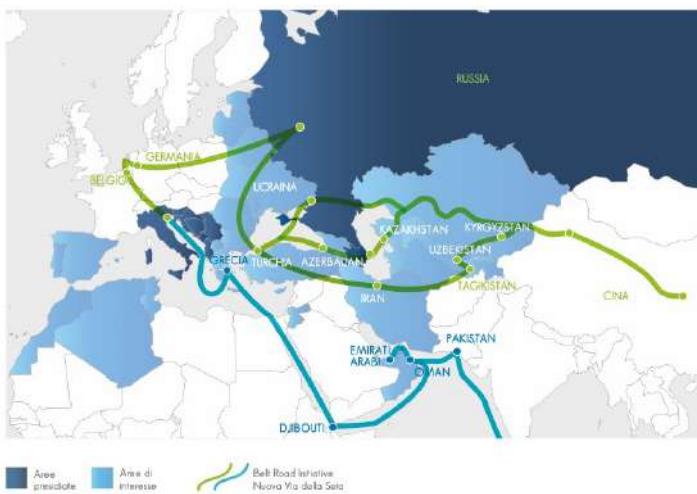 RUSSIA
GERMANIA
BELGIO
UCRAINA
KAZAKHSTAN
KYRGYZSTAN
GRECIA
TURCHIA
AZERBAIJAN
UZBEKISTAN
TAGIKISTAN
IRAN
CINA
EMIRATI
ARABI
OMAN
PAKISTAN
DJIBOUTI
Aree
presidiate
Aree di
interesse
Belt Road Initiative
Nuova Via della Seta